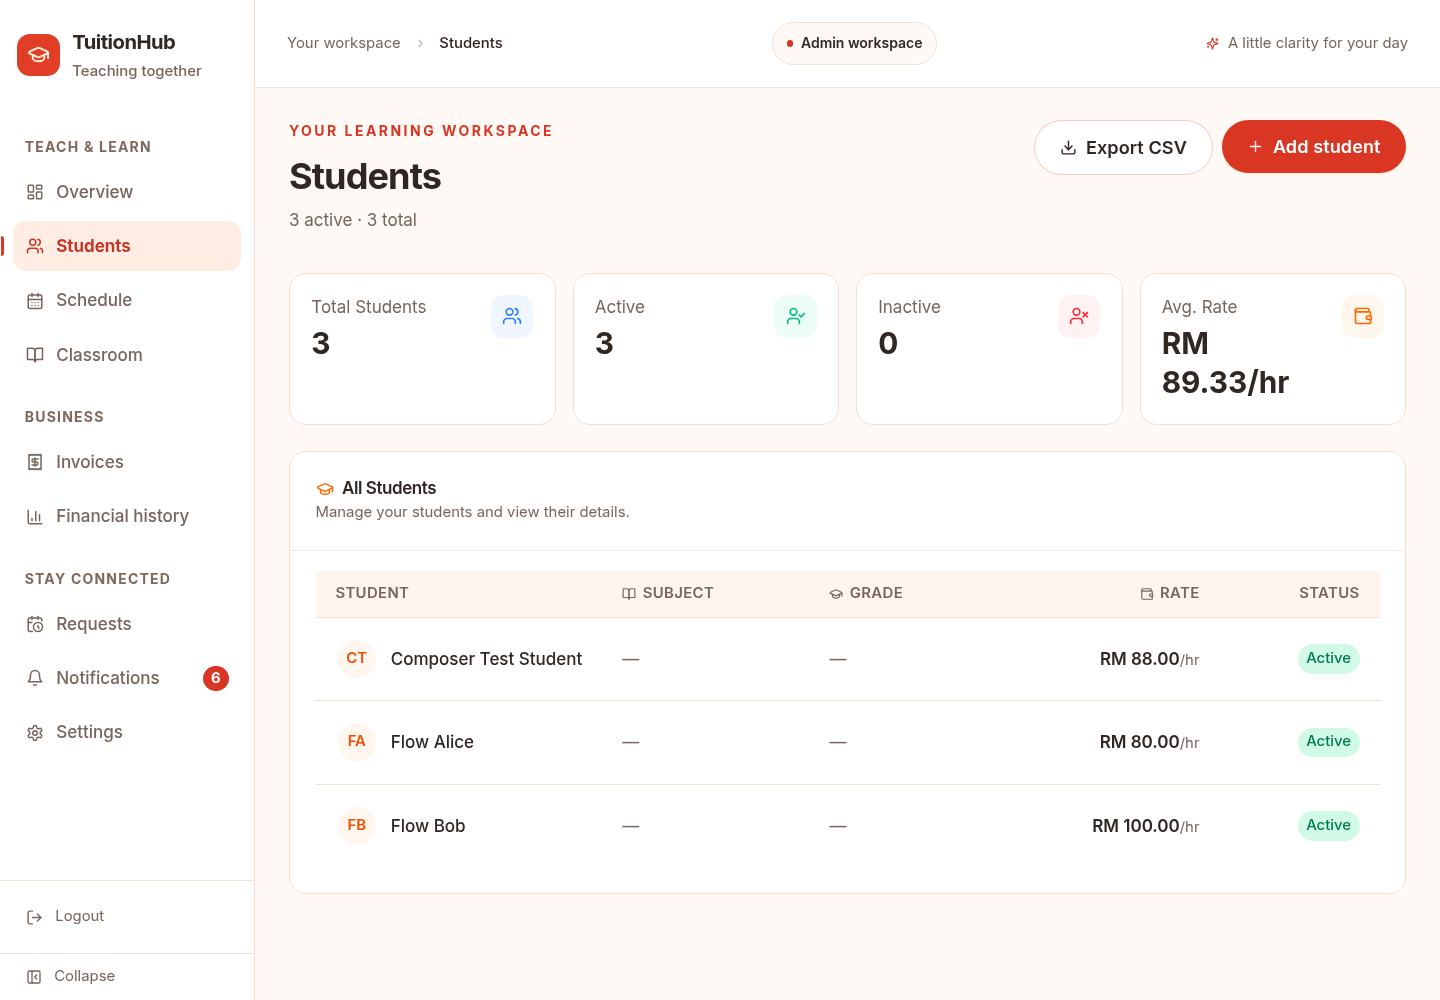 TuitionHub
Teaching together
TEACH & LEARN
Overview
Students
Schedule
Classroom
BUSINESS
Invoices
Financial history
STAY CONNECTED
Requests
Notifications 6
Settings
Logout
Collapse
Your workspace › Students
Admin workspace
A little clarity for your day
YOUR LEARNING WORKSPACE
Students
3 active · 3 total
Export CSV
+ Add student
Total Students
3
Active
3
Inactive
0
Avg. Rate
RM
89.33/hr
All Students
Manage your students and view their details.
STUDENT SUBJECT GRADE RATE STATUS
CT Composer Test Student — — RM 88.00/hr Active
FA Flow Alice — — RM 80.00/hr Active
FB Flow Bob — — RM 100.00/hr Active